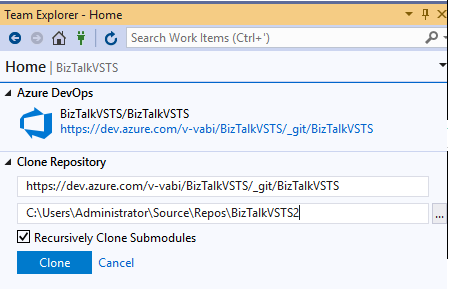 Team Explorer - Home
Search Work Items (Ctrl+')
Home | BizTalkVSTS
Azure DevOps
BizTalkVSTS/BizTalkVSTS
https://dev.azure.com/v-vabi/BizTalkVSTS/_git/BizTalkVSTS
Clone Repository
https://dev.azure.com/v-vabi/BizTalkVSTS/_git/BizTalkVSTS
C:\Users\Administrator\Source\Repos\BizTalkVSTS2
...
Recursively Clone Submodules
Clone Cancel